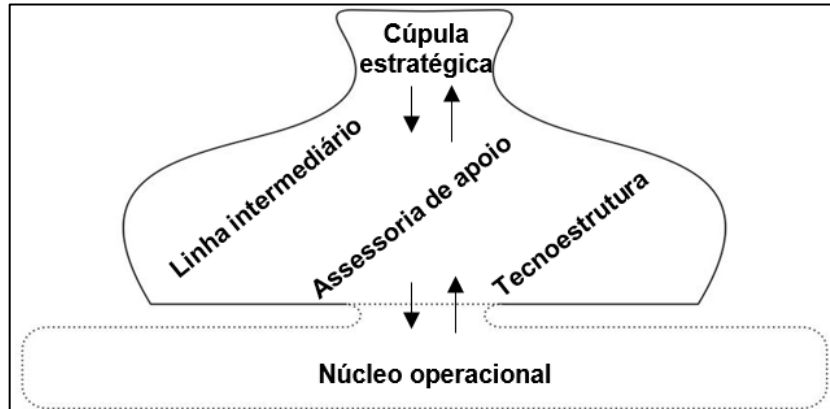 Cúpula
estratégica
Linha intermediário
Assessoria de apoio
Tecnoestrutura
Núcleo operacional